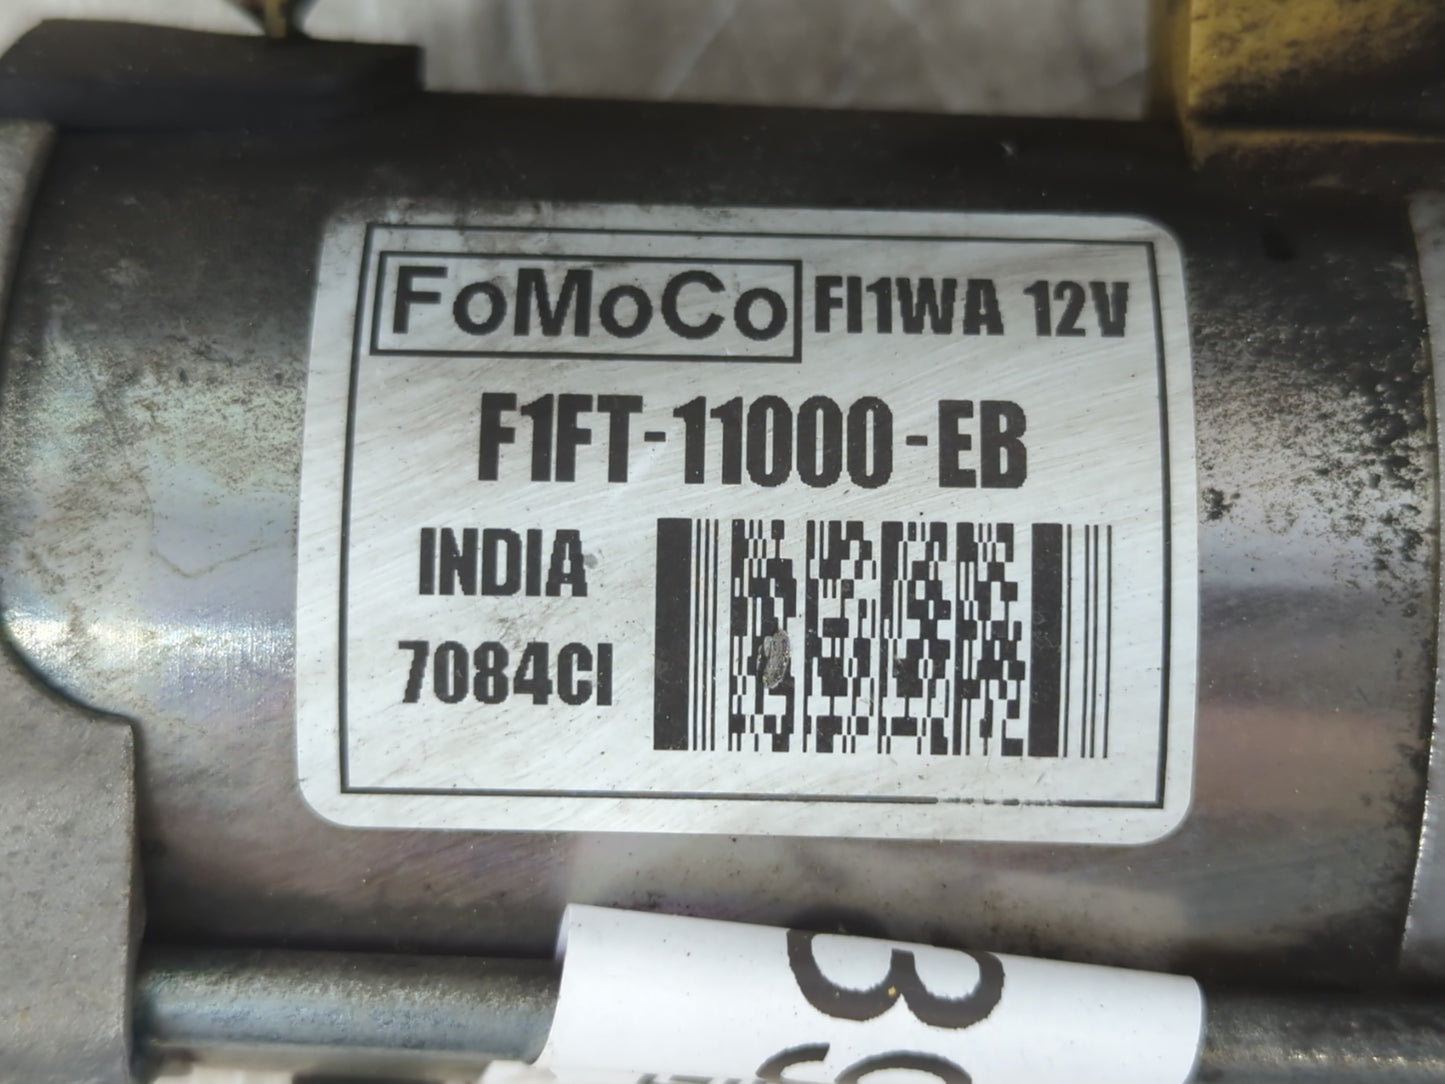 FoMoCo FI1WA 12V
F1FT-11000-EB
INDIA
7084CI